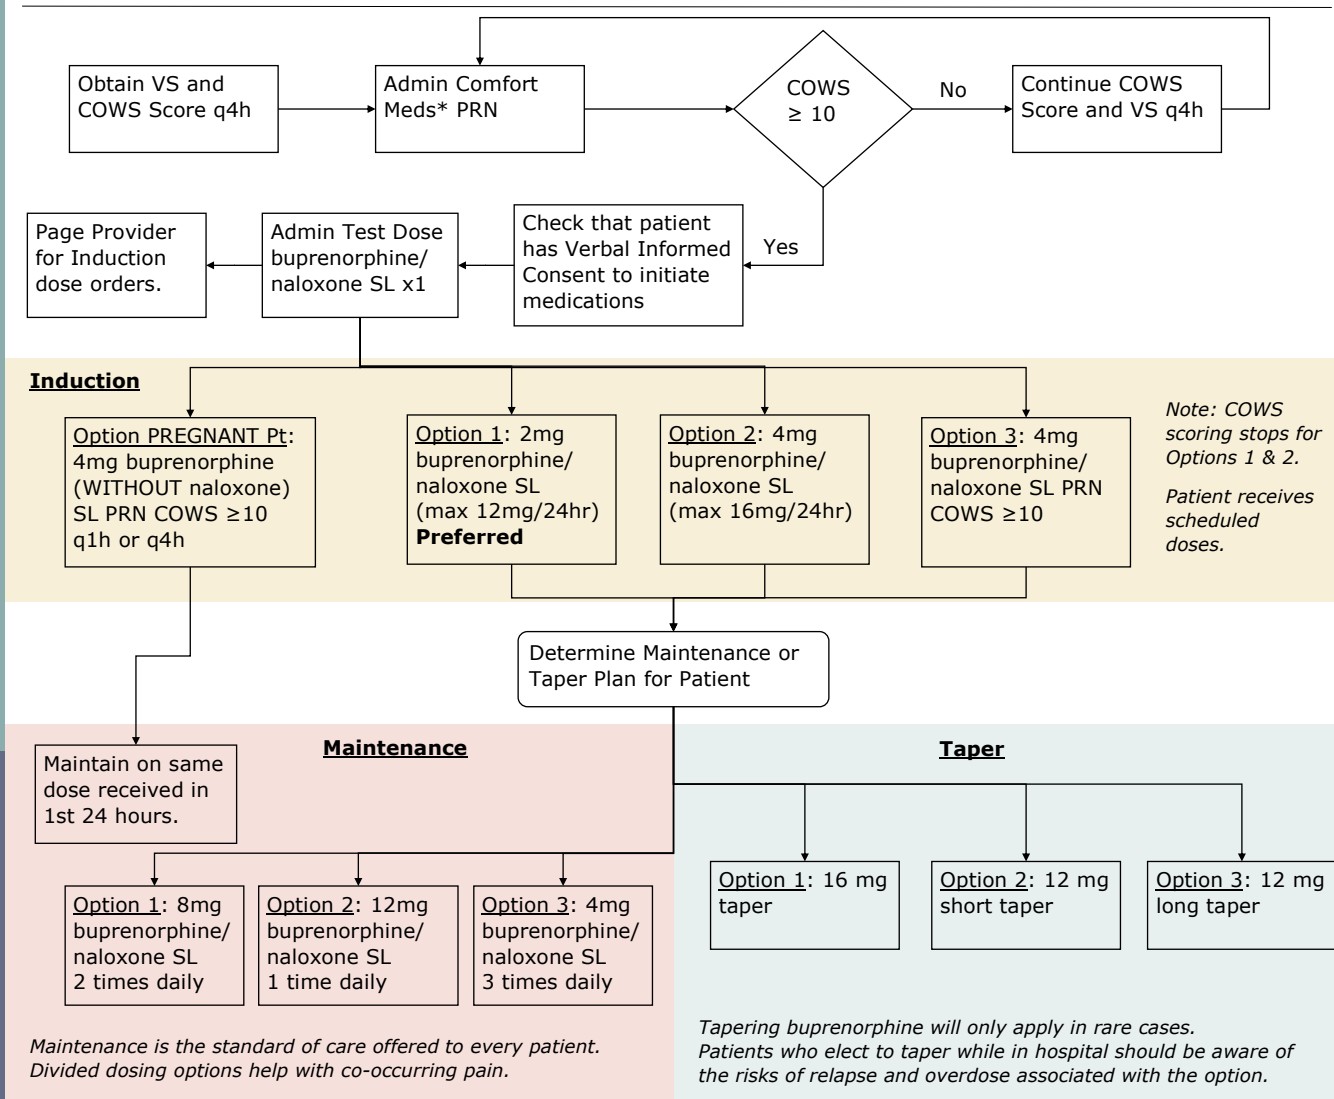 Obtain VS and
COWS Score q4h
Admin Comfort
Meds* PRN
COWS
≥ 10
No
Continue COWS
Score and VS q4h
Yes
Check that patient
has Verbal Informed
Consent to initiate
medications
Admin Test Dose
buprenorphine/
naloxone SL x1
Page Provider
for Induction
dose orders.
Induction
Option PREGNANT Pt:
4mg buprenorphine
(WITHOUT naloxone)
SL PRN COWS ≥10
q1h or q4h
Option 1: 2mg
buprenorphine/
naloxone SL
(max 12mg/24hr)
Preferred
Option 2: 4mg
buprenorphine/
naloxone SL
(max 16mg/24hr)
Option 3: 4mg
buprenorphine/
naloxone SL PRN
COWS ≥10
Note: COWS
scoring stops for
Options 1 & 2.
Patient receives
scheduled
doses.
Determine Maintenance or
Taper Plan for Patient
Maintenance
Maintain on same
dose received in
1st 24 hours.
Option 1: 8mg
buprenorphine/
naloxone SL
2 times daily
Option 2: 12mg
buprenorphine/
naloxone SL
1 time daily
Option 3: 4mg
buprenorphine/
naloxone SL
3 times daily
Maintenance is the standard of care offered to every patient.
Divided dosing options help with co-occurring pain.
Taper
Option 1: 16 mg
taper
Option 2: 12 mg
short taper
Option 3: 12 mg
long taper
Tapering buprenorphine will only apply in rare cases.
Patients who elect to taper while in hospital should be aware of
the risks of relapse and overdose associated with the option.